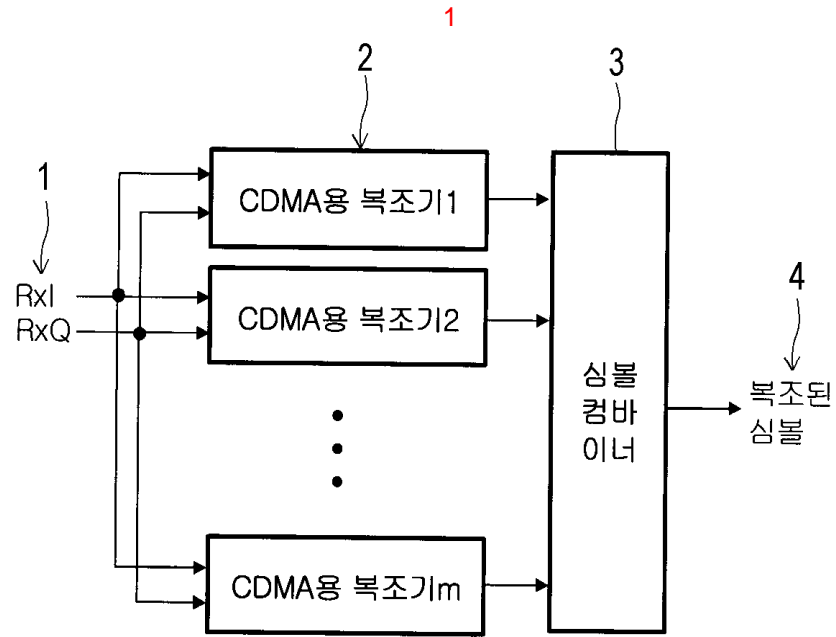 1
2
3
1
CDMA용 복조기1
RxI
RxQ
CDMA용 복조기2
4
심볼
컴바
이너
복조된
심볼
CDMA용 복조기m